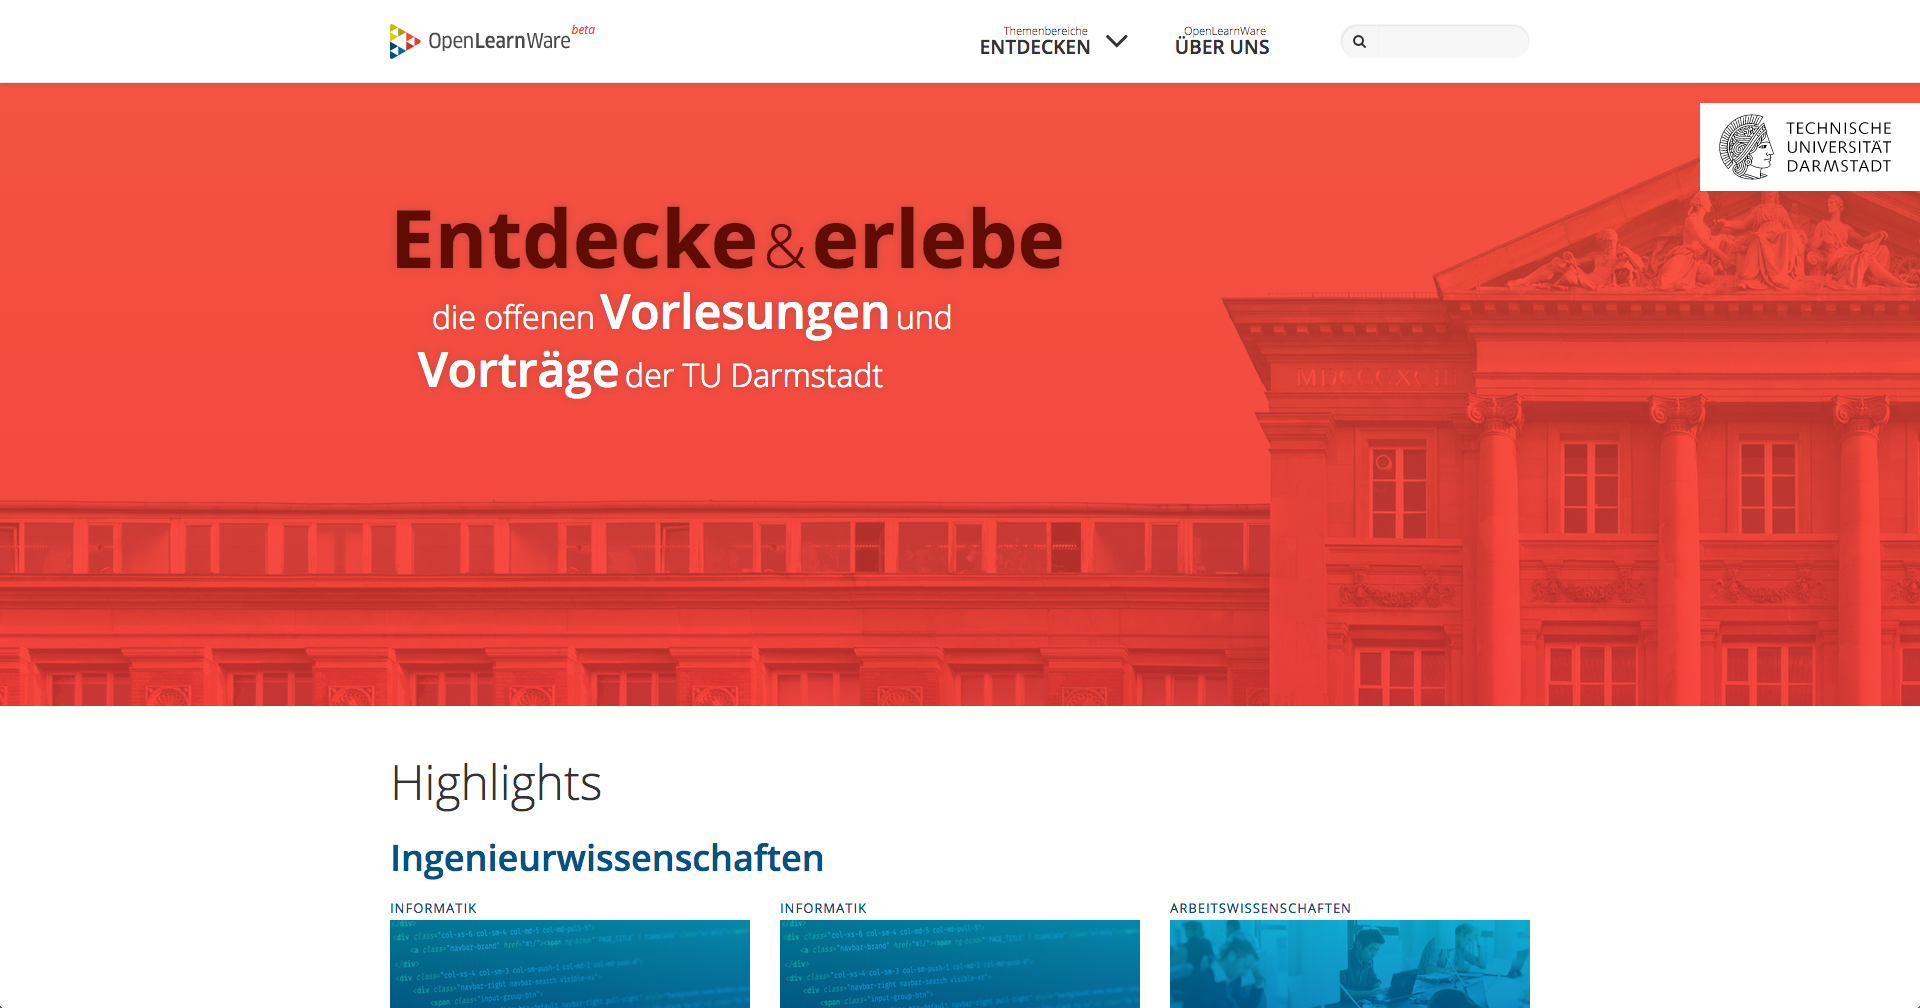 OpenLearnWare beta
Themenbereiche
ENTDECKEN
OpenLearnWare
ÜBER UNS
TECHNISCHE
UNIVERSITÄT
DARMSTADT
Entdecke & erlebe
die offenen Vorlesungen und
Vorträge der TU Darmstadt
Highlights
Ingenieurwissenschaften
INFORMATIK
INFORMATIK
ARBEITSWISSENSCHAFTEN